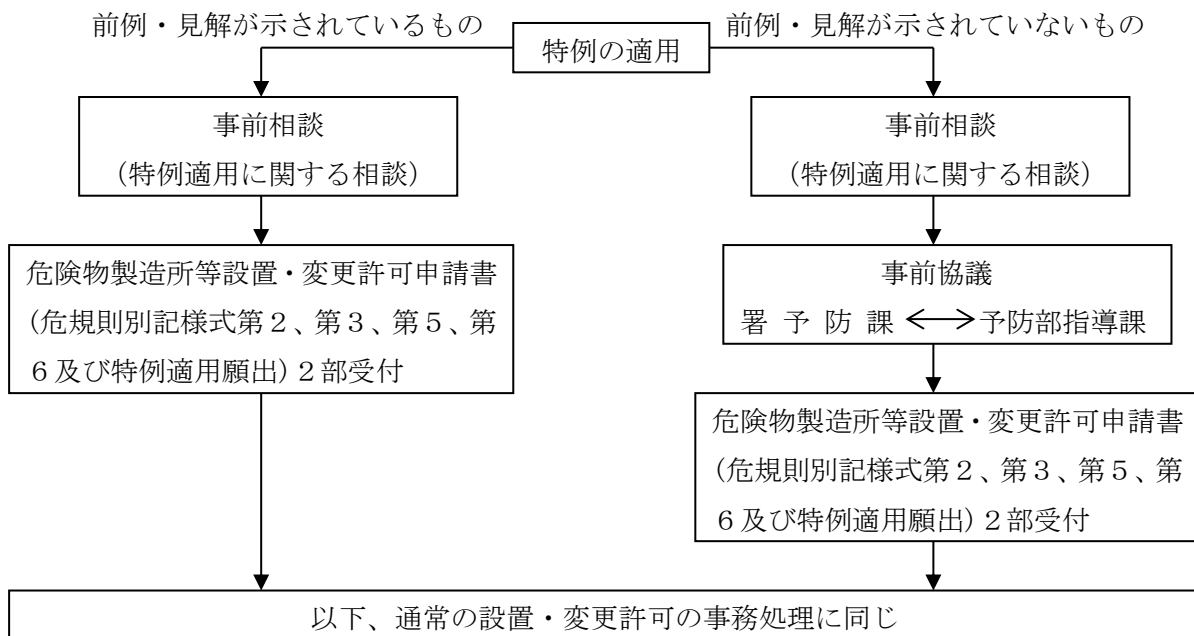 前例・見解が示されているもの
特例の適用
前例・見解が示されていないもの
事前相談
(特例適用に関する相談)
危険物製造所等設置・変更許可申請書
(危規則別記様式第２、第３、第５、第
６及び特例適用願出)２部受付
事前相談
(特例適用に関する相談)
事前協議
署予防課 ⟷ 予防部指導課
危険物製造所等設置・変更許可申請書
(危規則別記様式第２、第３、第５、第
６及び特例適用願出)２部受付
以下、通常の設置・変更許可の事務処理に同じ